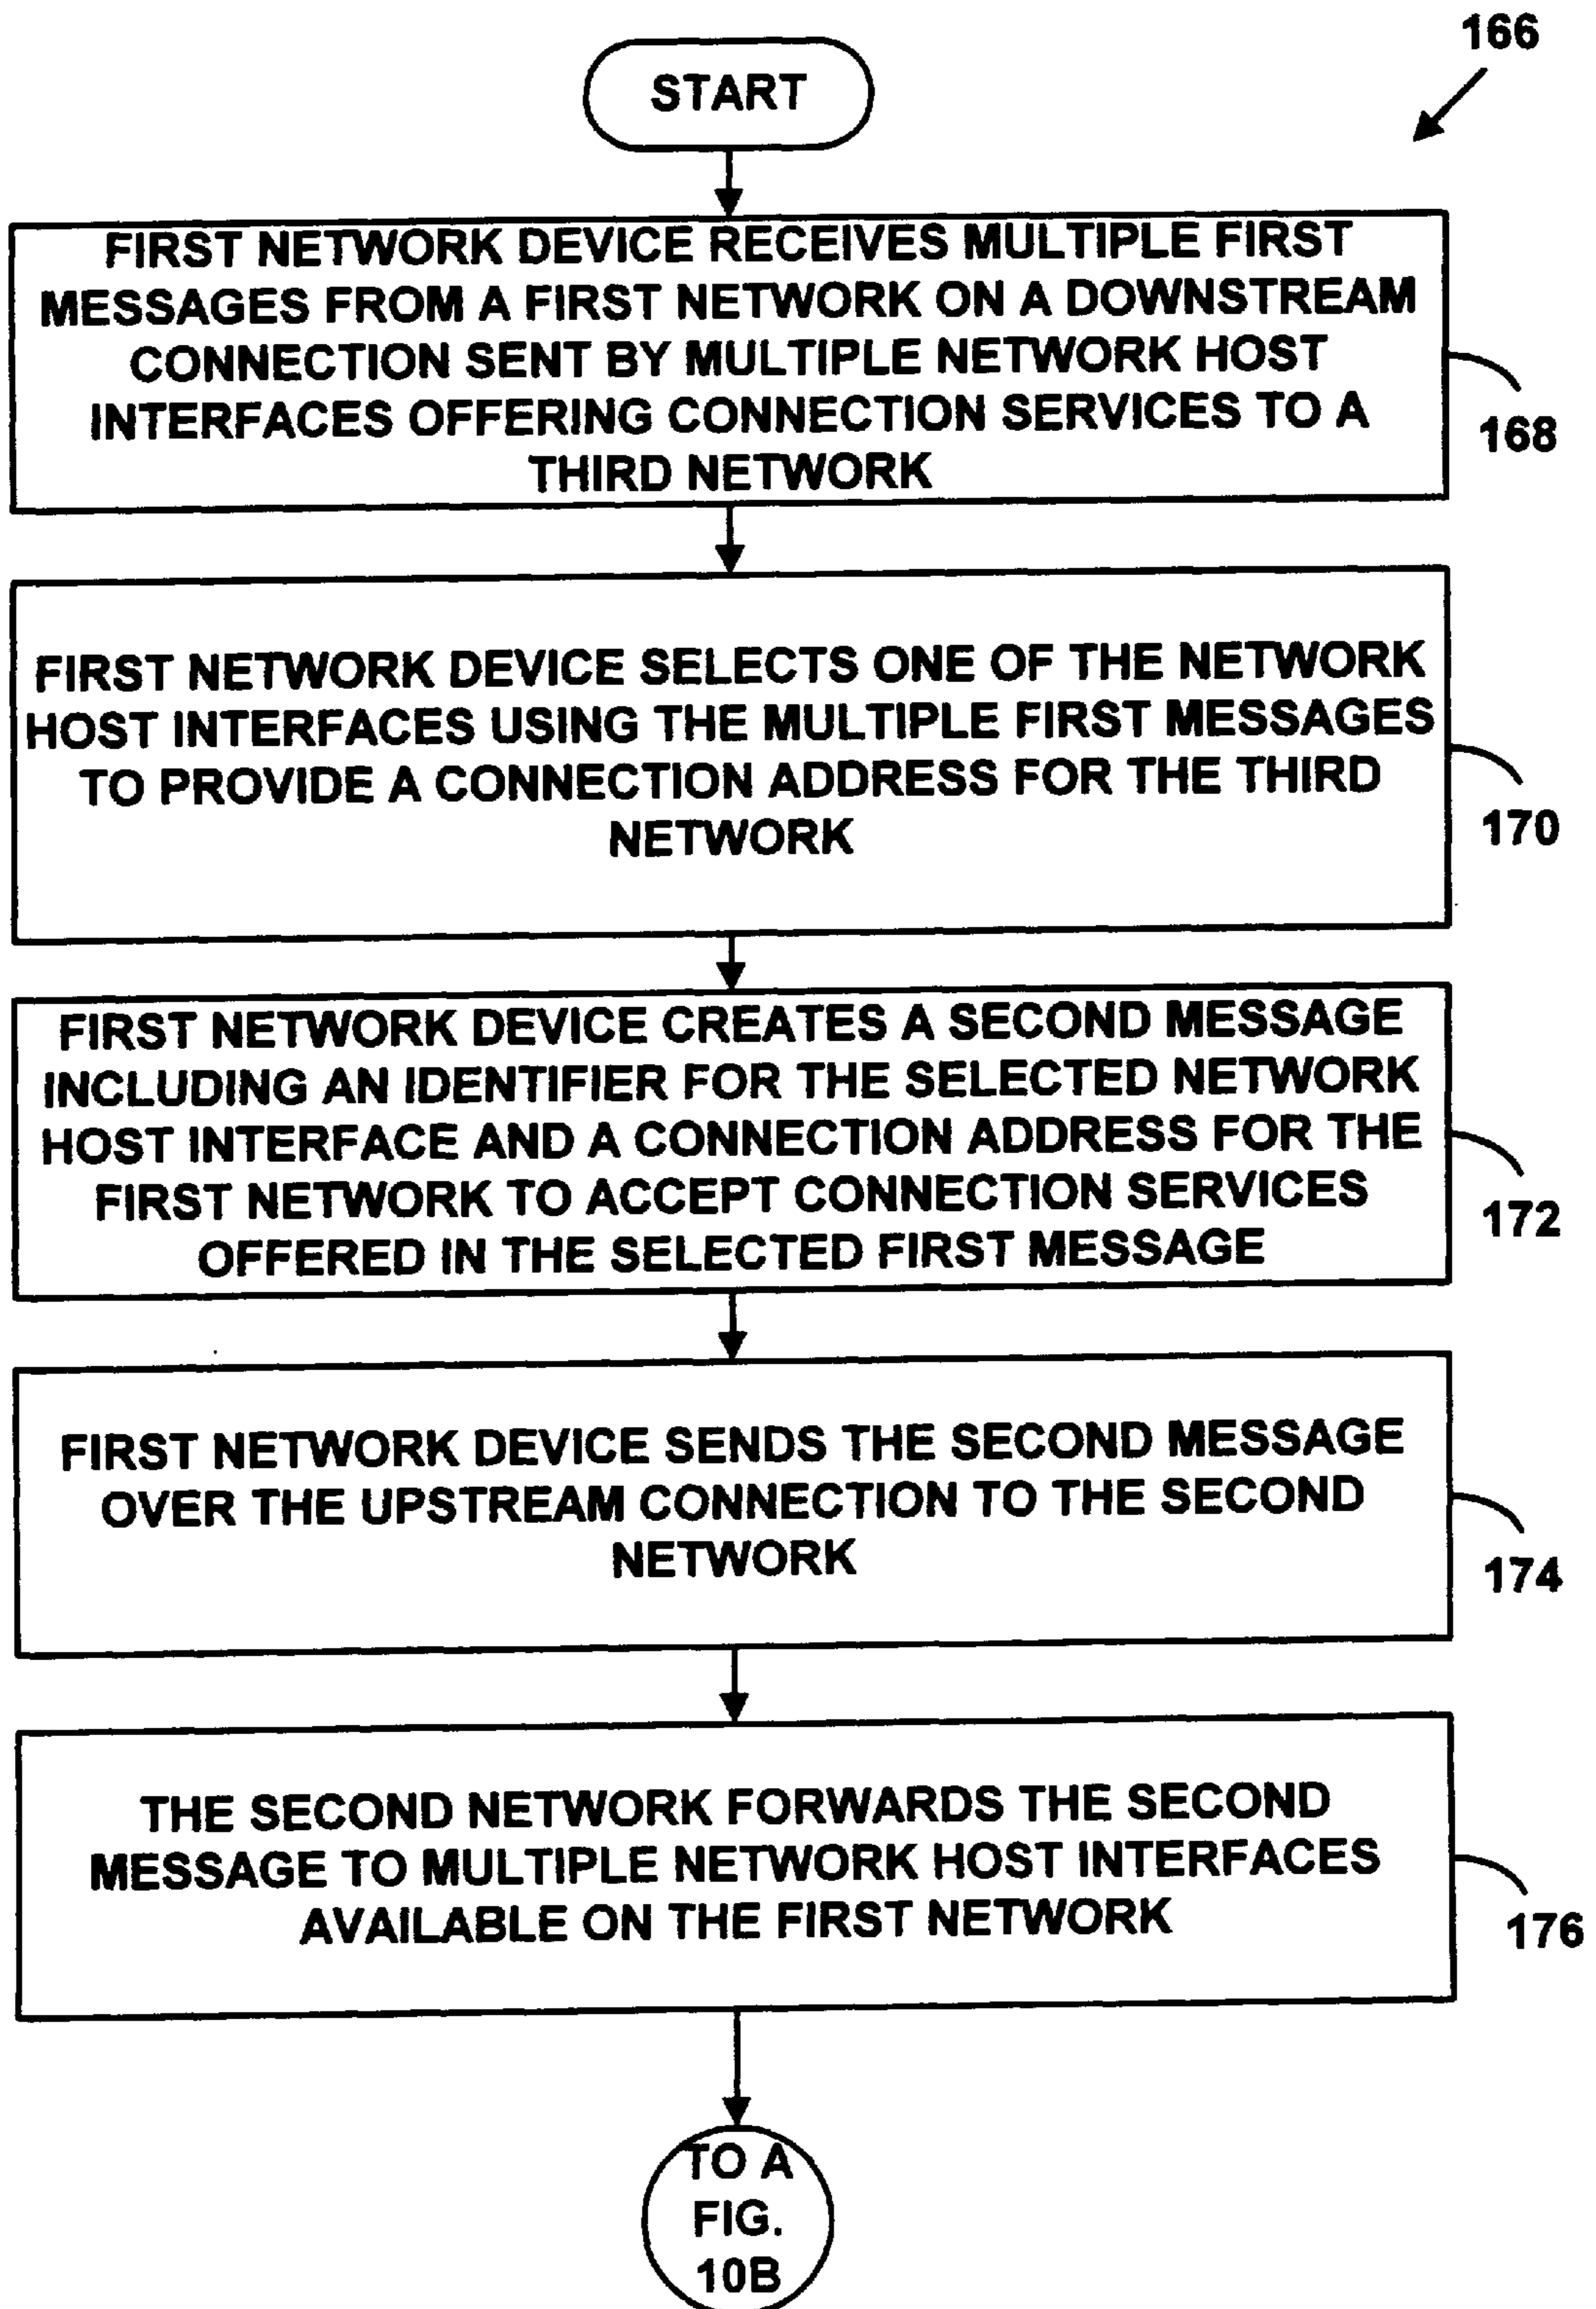 166
START
FIRST NETWORK DEVICE RECEIVES MULTIPLE FIRST
MESSAGES FROM A FIRST NETWORK ON A DOWNSTREAM
CONNECTION SENT BY MULTIPLE NETWORK HOST
INTERFACES OFFERING CONNECTION SERVICES TO A
THIRD NETWORK
168
FIRST NETWORK DEVICE SELECTS ONE OF THE NETWORK
HOST INTERFACES USING THE MULTIPLE FIRST MESSAGES
TO PROVIDE A CONNECTION ADDRESS FOR THE THIRD
NETWORK
170
FIRST NETWORK DEVICE CREATES A SECOND MESSAGE
INCLUDING AN IDENTIFIER FOR THE SELECTED NETWORK
HOST INTERFACE AND A CONNECTION ADDRESS FOR THE
FIRST NETWORK TO ACCEPT CONNECTION SERVICES
OFFERED IN THE SELECTED FIRST MESSAGE
172
FIRST NETWORK DEVICE SENDS THE SECOND MESSAGE
OVER THE UPSTREAM CONNECTION TO THE SECOND
NETWORK
174
THE SECOND NETWORK FORWARDS THE SECOND
MESSAGE TO MULTIPLE NETWORK HOST INTERFACES
AVAILABLE ON THE FIRST NETWORK
176
TO A
FIG.
10B